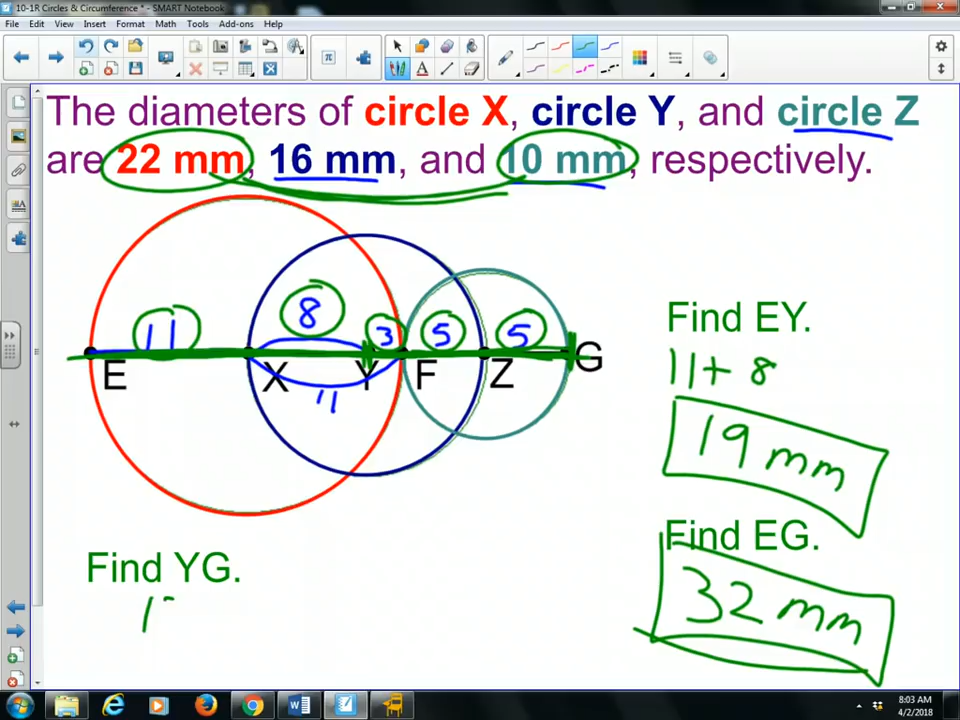 10-1R Circles & Circumference * - SMART Notebook
File Edit View Insert Format Math Tools Add-ons Help
The diameters of circle X, circle Y, and circle Z
are 22 mm, 16 mm, and 10 mm, respectively.
11 8 3 5 5
E X Y F Z G
11
Find EY.
11 + 8
19 mm
Find EG.
32 mm
Find YG.
8:03 AM
4/2/2018